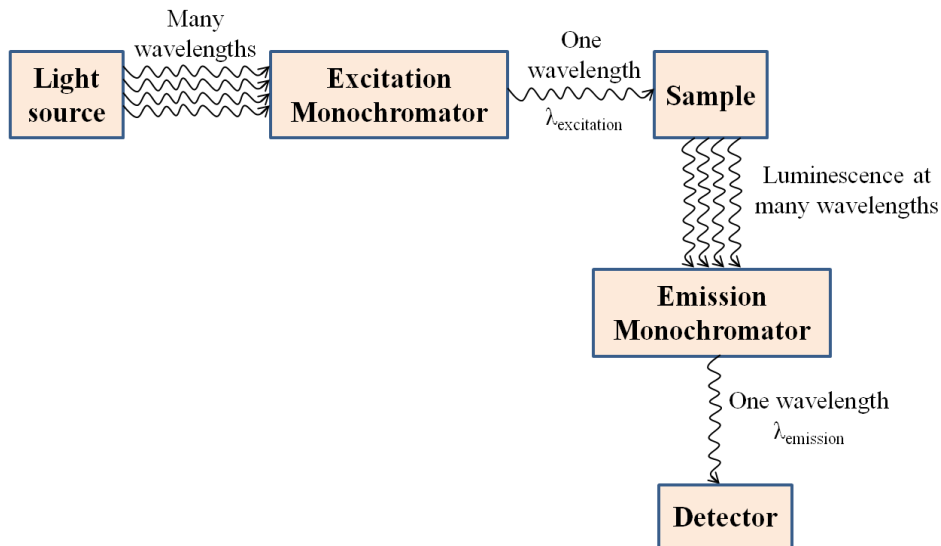 Many
wavelengths
Light
source
Excitation
Monochromator
One
wavelength
λexcitation
Sample
Luminescence at
many wavelengths
Emission
Monochromator
One wavelength
λemission
Detector